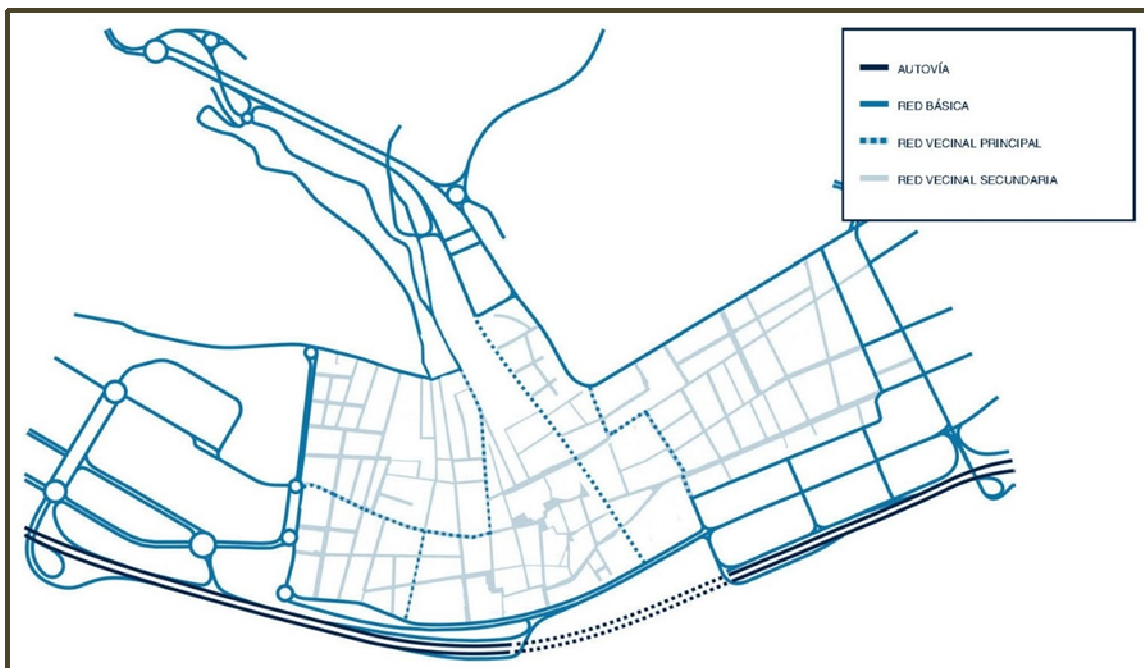 AUTOVÍA
RED BÁSICA
RED VECINAL PRINCIPAL
RED VECINAL SECUNDARIA